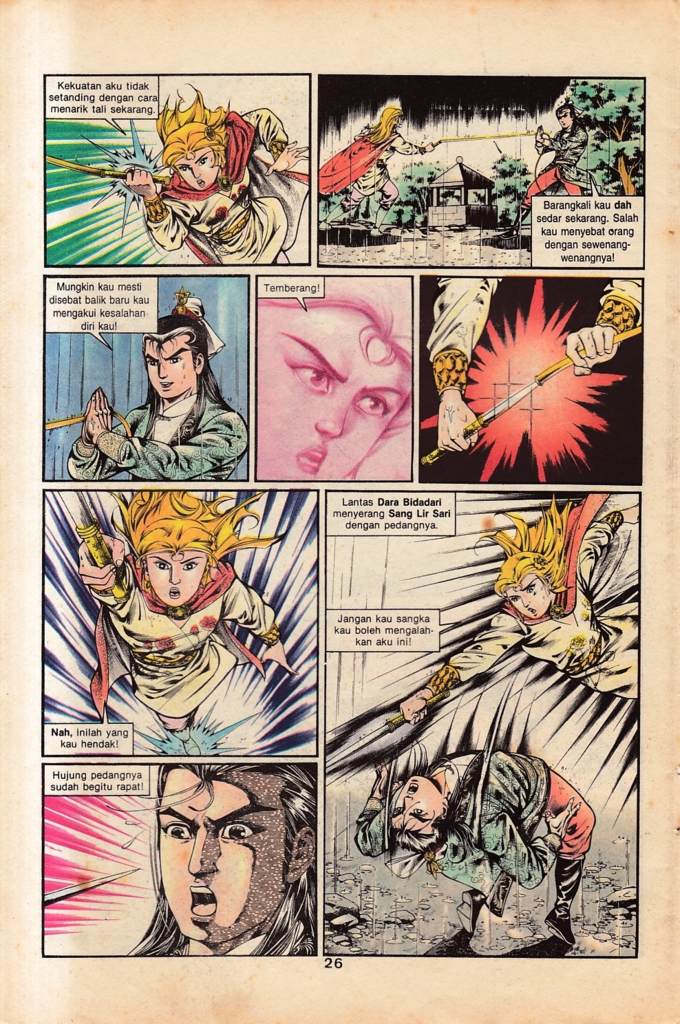 Kekuatan aku tidak
setanding dengan cara
menarik tali sekarang.
Barangkali kau dah
sedar sekarang. Salah
kau menyebat orang
dengan sewenang-
wenangnya!
Mungkin kau mesti
disebat balik baru kau
mengakui kesalahan
diri kau!
Temberang!
Nah, inilah yang
kau hendak!
Lantas Dara Bidadari
menyerang Sang Lir Sari
dengan pedangnya.
Jangan kau sangka
kau boleh mengalah-
kan aku ini!
Hujung pedangnya
sudah begitu rapat!
26